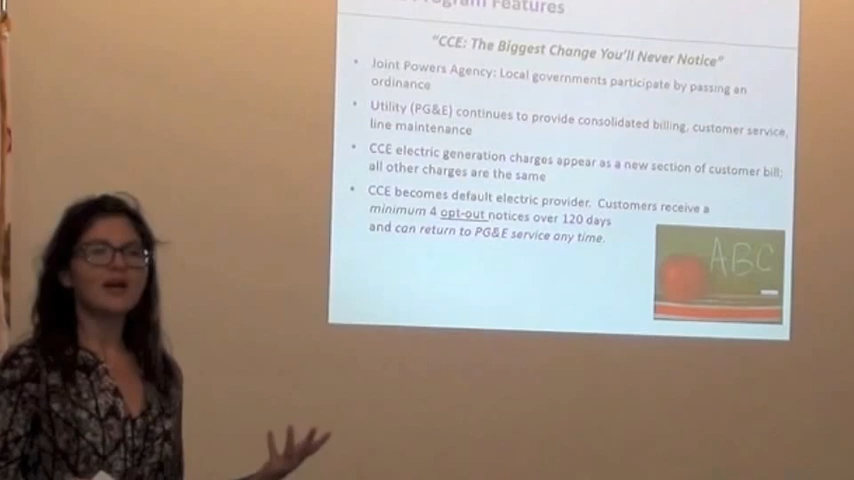 Program Features
"CCE: The Biggest Change You'll Never Notice"
• Joint Powers Agency: Local governments participate by passing an
ordinance
• Utility (PG&E) continues to provide consolidated billing, customer service,
line maintenance
• CCE electric generation charges appear as a new section of customer bill;
all other charges are the same
• CCE becomes default electric provider. Customers receive a
minimum 4 opt-out notices over 120 days
and can return to PG&E service any time.
ABC